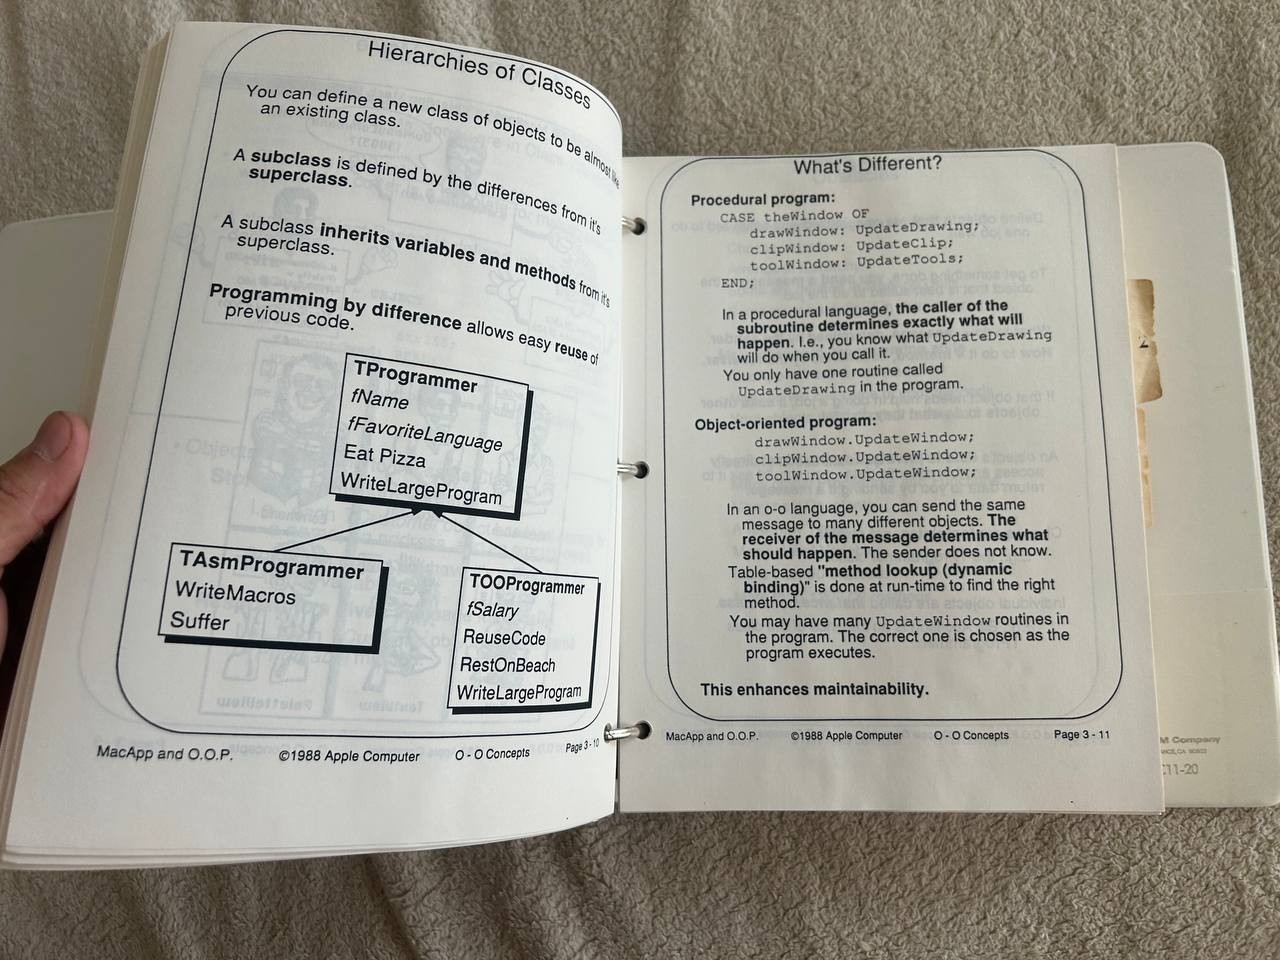 Hierarchies of Classes
You can define a new class of objects to be almost like
an existing class.
A subclass is defined by the differences from it's
superclass.
A subclass inherits variables and methods from it's
superclass.
Programming by difference allows easy reuse of
previous code.
TProgrammer
fName
fFavoriteLanguage
Eat Pizza
WriteLargeProgram
TAsmProgrammer
WriteMacros
Suffer
TOOProgrammer
fSalary
ReuseCode
RestOnBeach
WriteLargeProgram
MacApp and O.O.P. ©1988 Apple Computer O - O Concepts Page 3 - 10
What's Different?
Procedural program:
CASE theWindow OF
drawWindow: UpdateDrawing;
clipWindow: UpdateClip;
toolWindow: UpdateTools;
END;
In a procedural language, the caller of the
subroutine determines exactly what will
happen. I.e., you know what UpdateDrawing
will do when you call it.
You only have one routine called
UpdateDrawing in the program.
Object-oriented program:
drawWindow.UpdateWindow;
clipWindow.UpdateWindow;
toolWindow.UpdateWindow;
In an o-o language, you can send the same
message to many different objects. The
receiver of the message determines what
should happen. The sender does not know.
Table-based "method lookup (dynamic
binding)" is done at run-time to find the right
method.
You may have many UpdateWindow routines in
the program. The correct one is chosen as the
program executes.
This enhances maintainability.
MacApp and O.O.P. ©1988 Apple Computer O - O Concepts Page 3 - 11
M Company
11-20